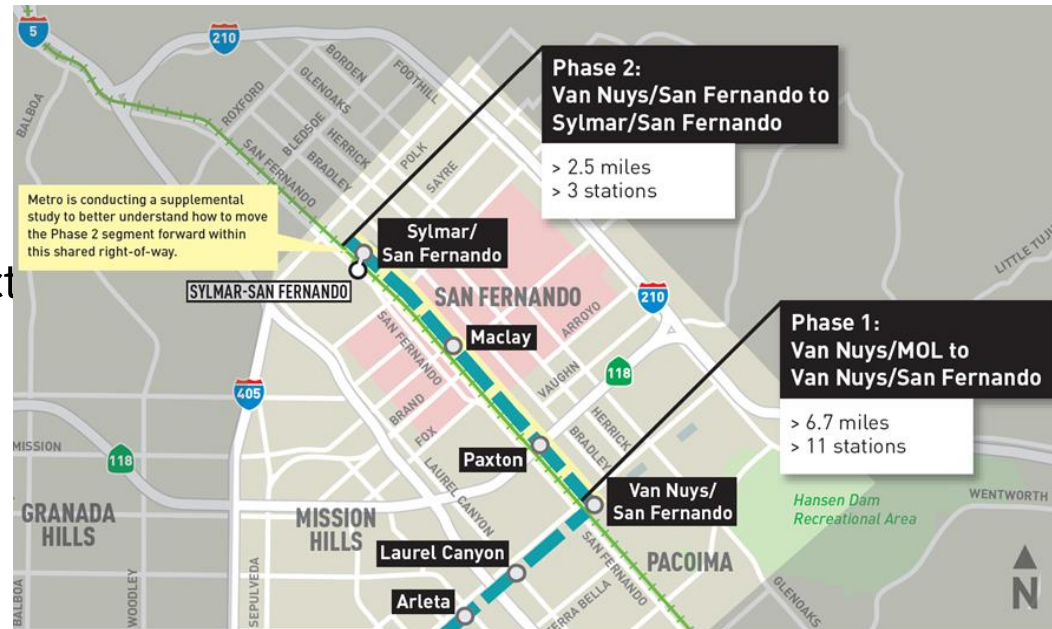 5
210
BALBOA
ROXFORD
BORDEN
GLENOAKS
FOOTHILL
BLEDSOE
HERRICK
BRADLEY
SAN FERNANDO
POLK
SAYRE
Phase 2:
Van Nuys/San Fernando to
Sylmar/San Fernando
> 2.5 miles
> 3 stations
Metro is conducting a supplemental
study to better understand how to move
the Phase 2 segment forward within
this shared right-of-way.
Sylmar/
San Fernando
SYLMAR-SAN FERNANDO
SAN FERNANDO
SAN FERNANDO
Maclay
ARROYO
210
Phase 1:
Van Nuys/MOL to
Van Nuys/San Fernando
> 6.7 miles
> 11 stations
118
VAUGHN
405
BRAND
FOX
HERRICK
BRADLEY
MISSION
118
LAUREL CANYON
Paxton
Van Nuys/
San Fernando
Hansen Dam
Recreational Area
WENTWORTH
GRANADA
HILLS
MISSION
HILLS
Laurel Canyon
SAN FERNANDO
PACOIMA
GLENOAKS
BALBOA
WOODLEY
SEPULVEDA
Arleta
N